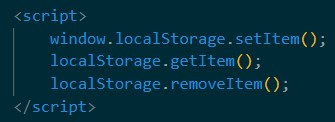 <script>
window.localStorage.setItem();
localStorage.getItem();
localStorage.removeItem();
</script>